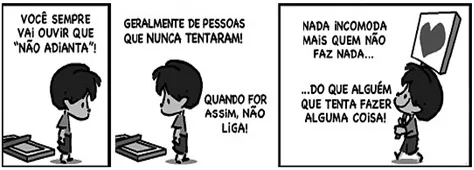 VOCÊ SEMPRE
VAI OUVIR QUE
"NÃO ADIANTA"!
GERALMENTE DE PESSOAS
QUE NUNCA TENTARAM!
QUANDO FOR
ASSIM, NÃO
LIGA!
NADA INCOMODA
MAIS QUEM NÃO
FAZ NADA...
...DO QUE ALGUÉM
QUE TENTA FAZER
ALGUMA COISA!